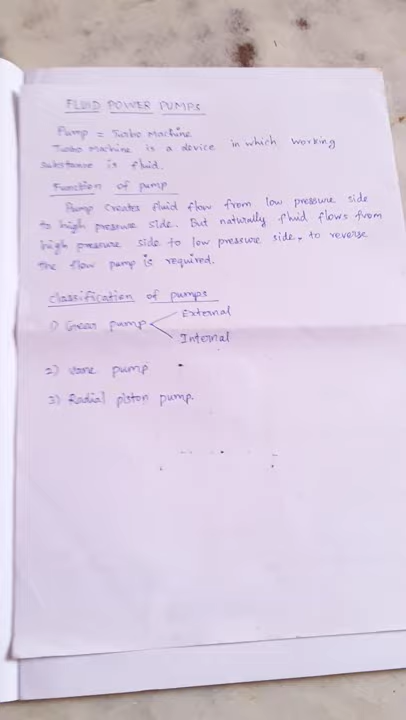 FLUID POWER PUMPS
Pump = Turbo Machine
Turbo Machine is a device in which working
substance is fluid.
Function of pump
Pump creates fluid flow from low pressure side
to high pressure side. But naturally fluid flows from
high pressure side to low pressure side, to reverse
the flow pump is required.
Classification of pumps
1) Gear pump External
Internal
2) Vane pump
3) Radial piston pump.